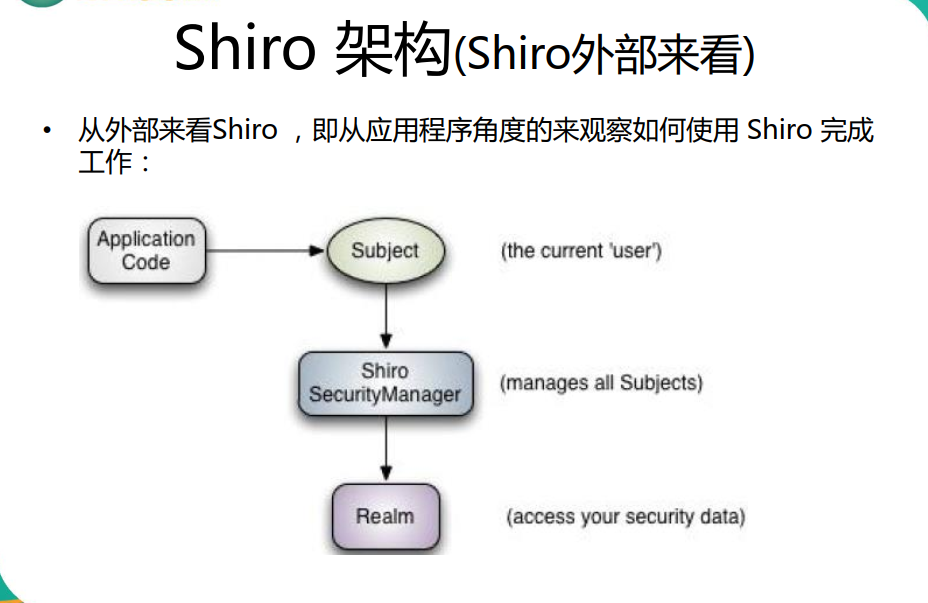 Shiro 架构(Shiro外部来看)
• 从外部来看Shiro ，即从应用程序角度的来观察如何使用 Shiro 完成
工作：
Application
Code
Subject
(the current 'user')
Shiro
SecurityManager
(manages all Subjects)
Realm
(access your security data)